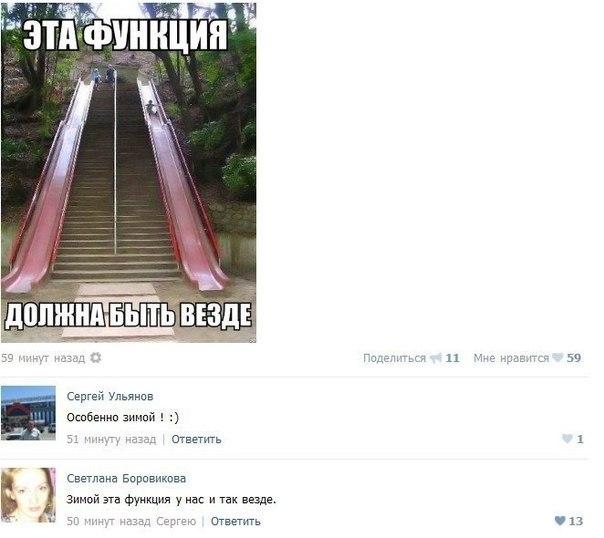 ЭТА ФУНКЦИЯ
ДОЛЖНА БЫТЬ ВЕЗДЕ
59 минут назад
Поделиться 11 Мне нравится 59
Сергей Ульянов
Особенно зимой ! :)
51 минуту назад | Ответить
1
Светлана Боровикова
Зимой эта функция у нас и так везде.
50 минут назад Сергею | Ответить
13